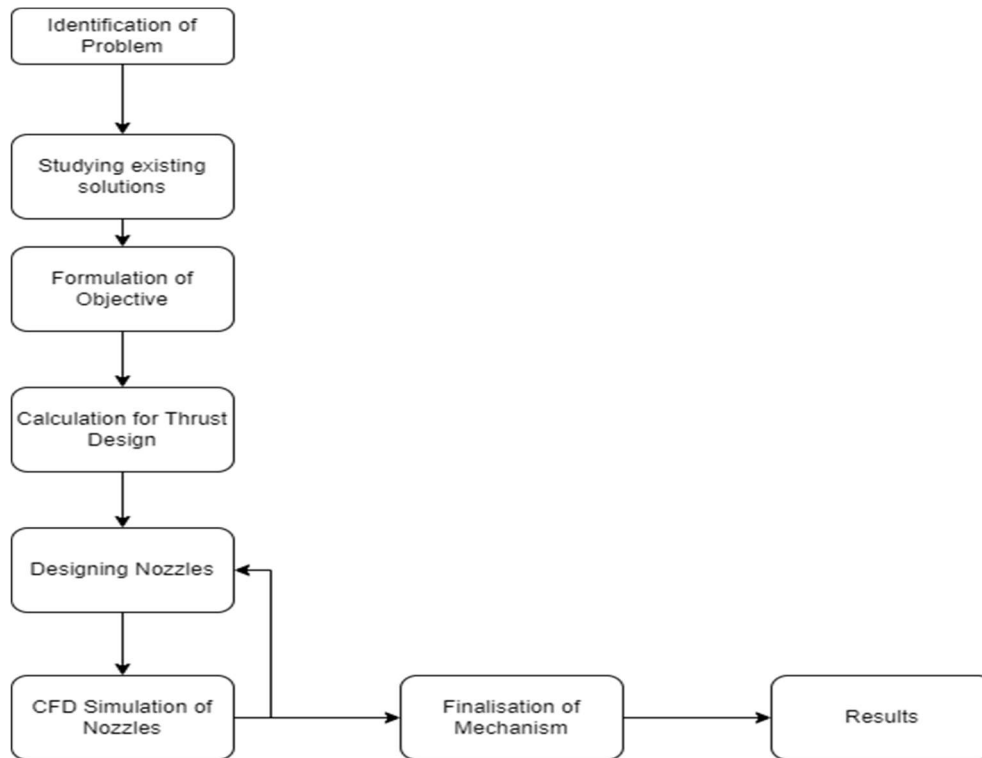 Identification of
Problem
Studying existing
solutions
Formulation of
Objective
Calculation for Thrust
Design
Designing Nozzles
CFD Simulation of
Nozzles
Finalisation of
Mechanism
Results